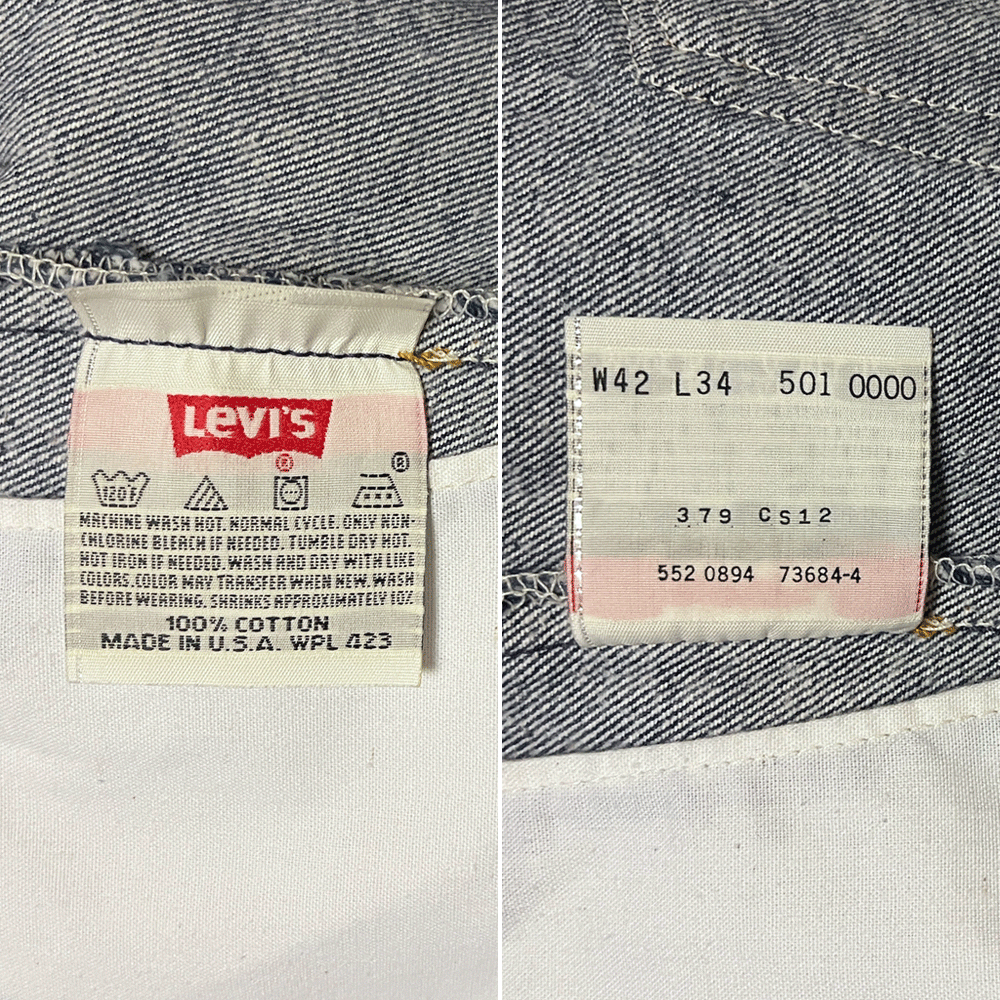 Levi's
®
®
120F
MACHINE WASH HOT. NORMAL CYCLE. ONLY NON-
CHLORINE BLEACH IF NEEDED. TUMBLE DRY HOT.
HOT IRON IF NEEDED. WASH AND DRY WITH LIKE
COLORS. COLOR MAY TRANSFER WHEN NEW. WASH
BEFORE WEARING. SHRINKS APPROXIMATELY 10%
100% COTTON
MADE IN U.S.A. WPL 423
W42 L34 501 0000
379 CS12
552 0894 73684-4